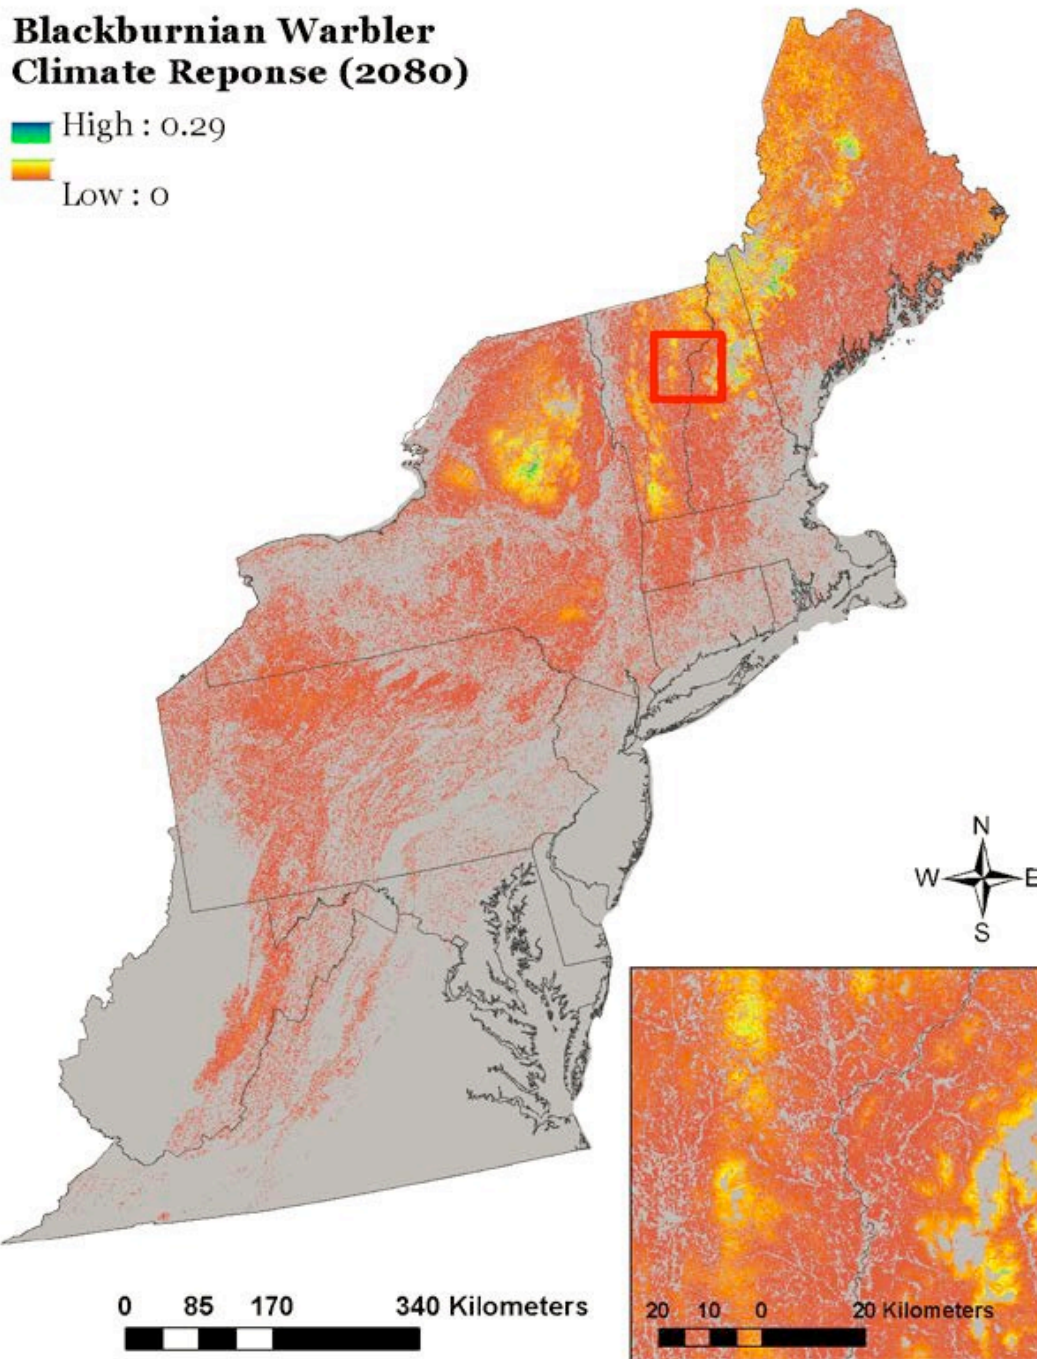 Blackburnian Warbler
Climate Reponse (2080)
High : 0.29
Low : 0
N
W E
S
0 85 170 340 Kilometers
20 10 0 20 Kilometers